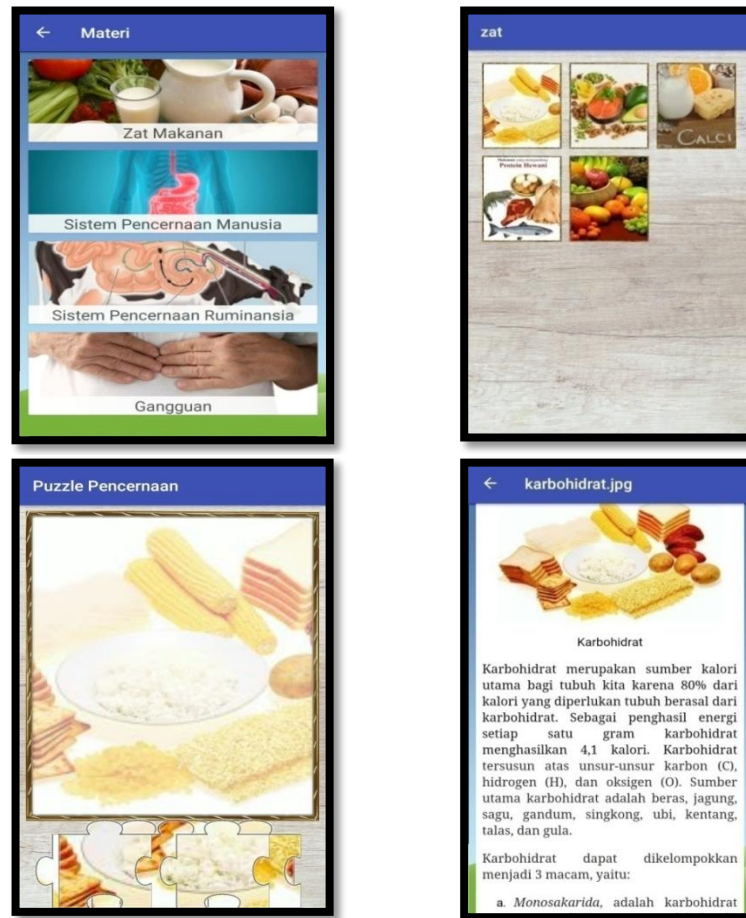 Materi
Zat Makanan
Sistem Pencernaan Manusia
Sistem Pencernaan Ruminansia
Gangguan
zat
CALCI
Makanan yang mengandung
Protein Hewani
Puzzle Pencernaan
karbohidrat.jpg
Karbohidrat
Karbohidrat merupakan sumber kalori
utama bagi tubuh kita karena 80% dari
kalori yang diperlukan tubuh berasal dari
karbohidrat. Sebagai penghasil energi
setiap satu gram karbohidrat
menghasilkan 4,1 kalori. Karbohidrat
tersusun atas unsur-unsur karbon (C),
hidrogen (H), dan oksigen (O). Sumber
utama karbohidrat adalah beras, jagung,
sagu, gandum, singkong, ubi, kentang,
talas, dan gula.
Karbohidrat dapat dikelompokkan
menjadi 3 macam, yaitu:
a. Monosakarida, adalah karbohidrat